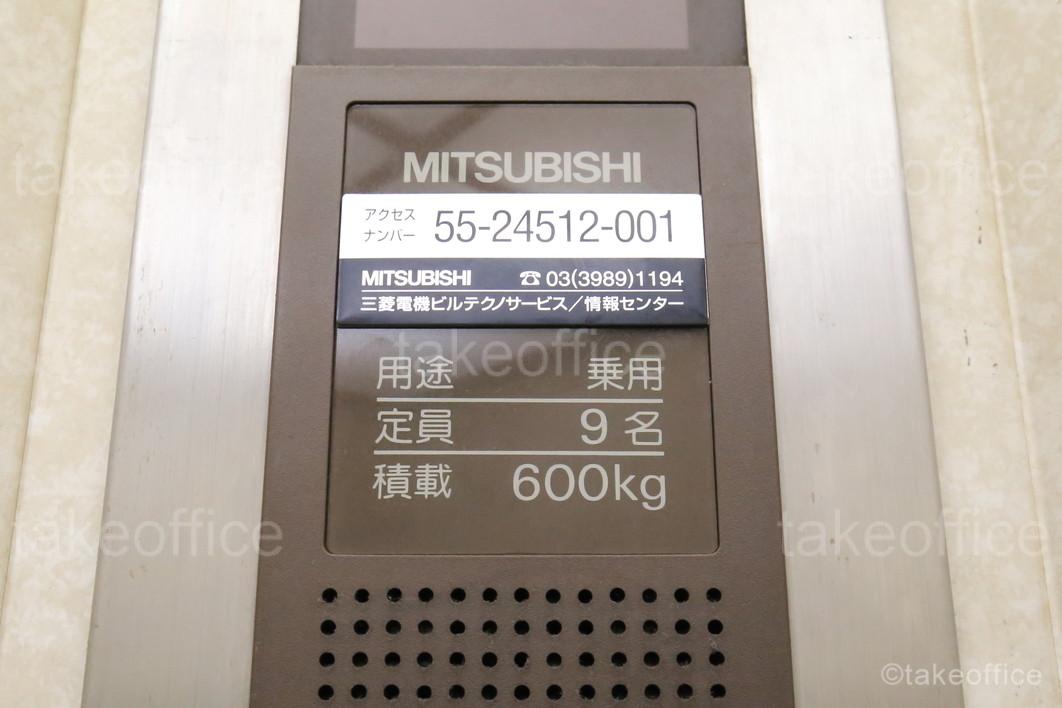 MITSUBISHI
アクセス
ナンバー 55-24512-001
MITSUBISHI ☎ 03(3989)1194
三菱電機ビルテクノサービス／情報センター
用途 乗用
定員 9 名
積載 600kg
takeoffice
takeoffice
takeoffice
takeoffice
takeoffice
©takeoffice